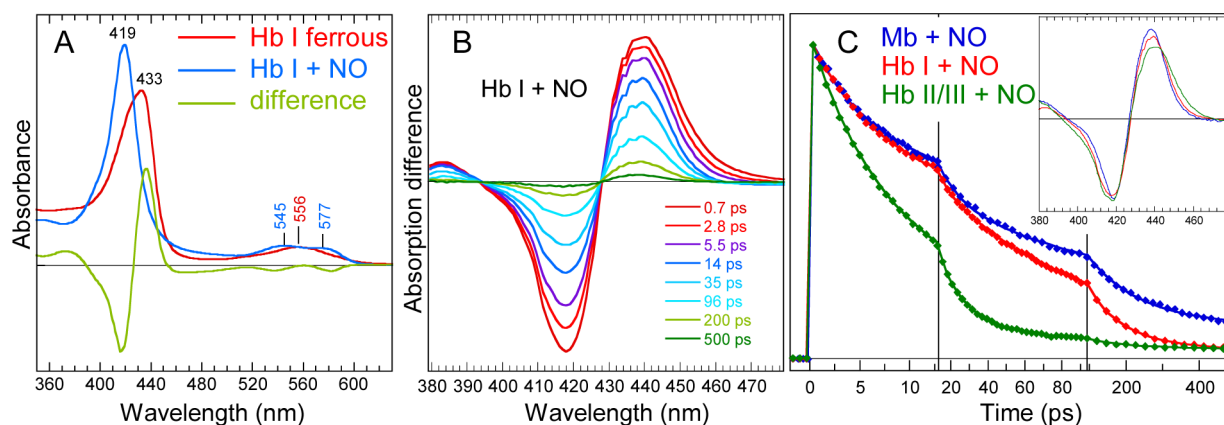 A
419
433
Hb I ferrous
Hb I + NO
difference
545
556
577
Absorbance
360 400 440 480 520 560 600
Wavelength (nm)
B
Hb I + NO
Absorption difference
0.7 ps
2.8 ps
5.5 ps
14 ps
35 ps
96 ps
200 ps
500 ps
380 390 400 410 420 430 440 450 460 470
Wavelength (nm)
C
Mb + NO
Hb I + NO
Hb II/III + NO
380 400 420 440 460
0 5 10 20 40 60 80 200 400
Time (ps)